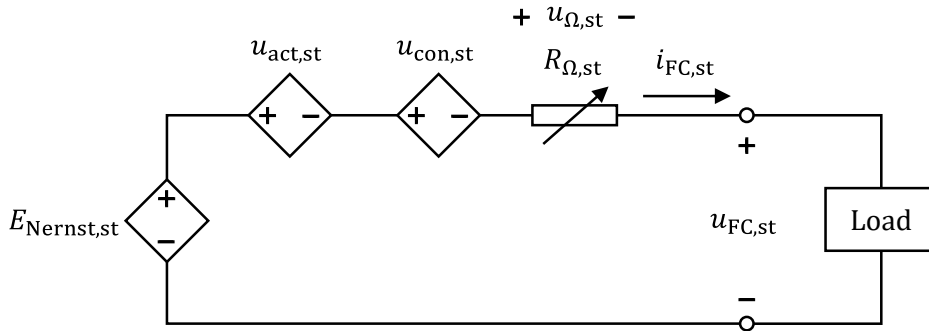 + u_Ω,st −
u_act,st
u_con,st
R_Ω,st
i_FC,st
+ −
+ −
+
+
−
E_Nernst,st
u_FC,st
Load
−